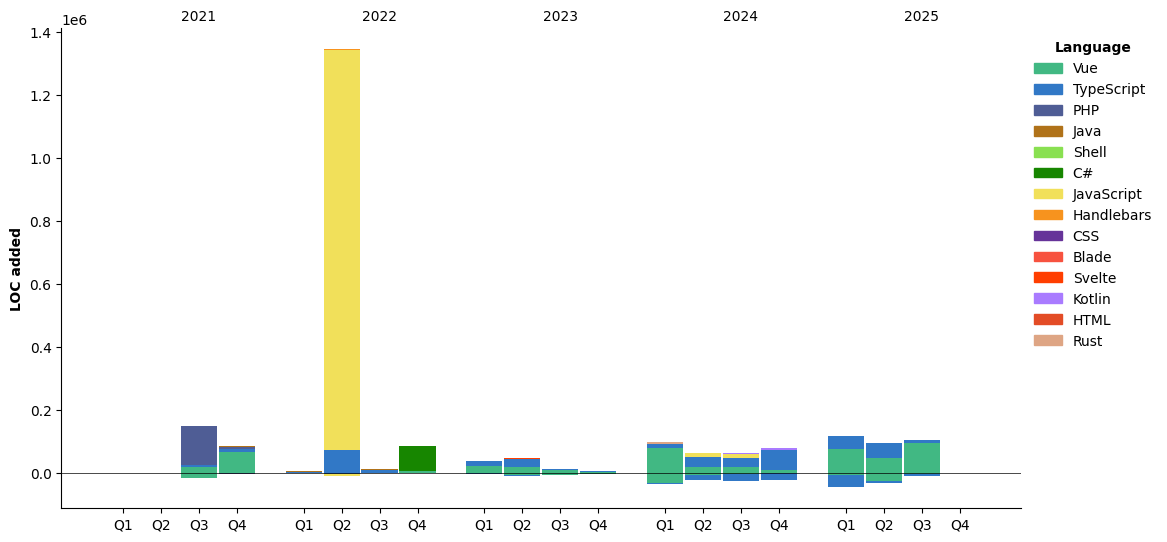 2021 2022 2023 2024 2025
1e6
1.4
1.2
1.0
0.8
0.6
0.4
0.2
0.0
LOC added
Q1 Q2 Q3 Q4 Q1 Q2 Q3 Q4 Q1 Q2 Q3 Q4 Q1 Q2 Q3 Q4 Q1 Q2 Q3 Q4
Language
Vue
TypeScript
PHP
Java
Shell
C#
JavaScript
Handlebars
CSS
Blade
Svelte
Kotlin
HTML
Rust